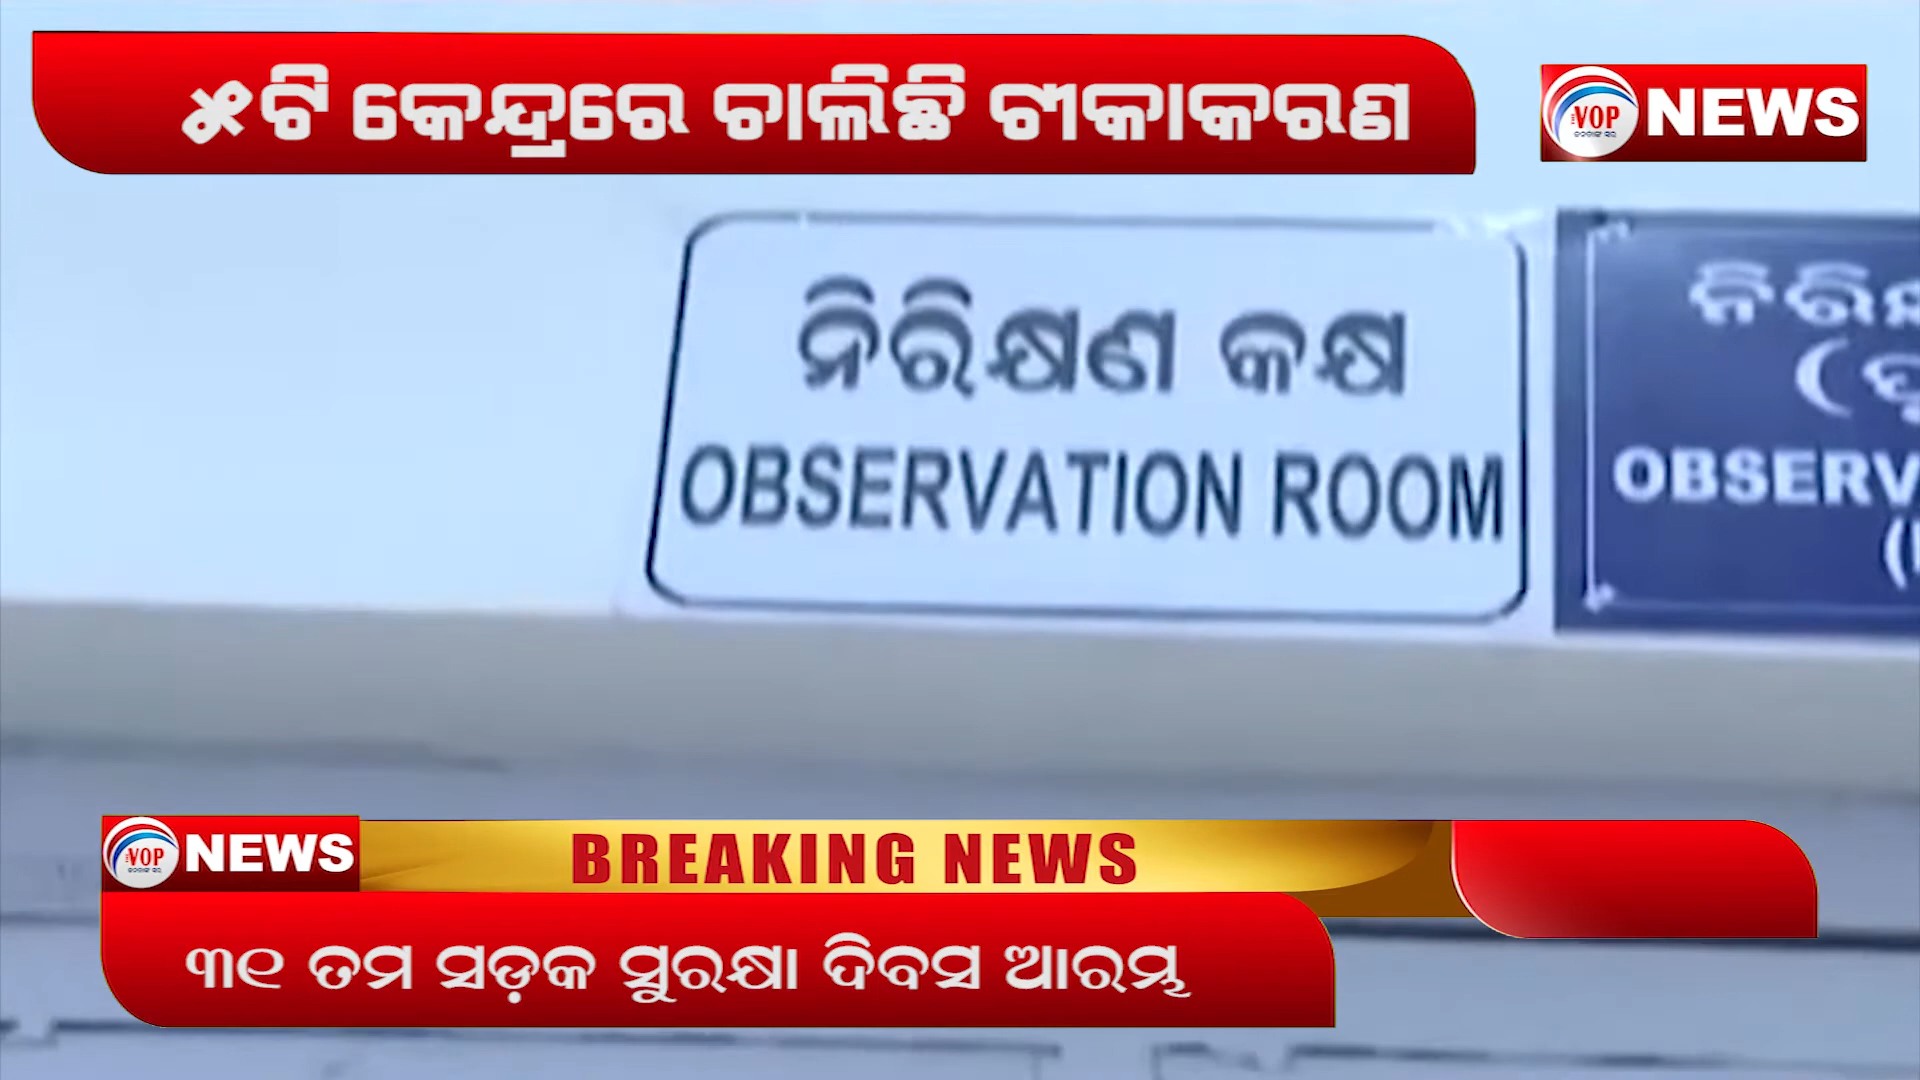 ୫ଟି କେନ୍ଦ୍ରରେ ଚାଲିଛି ଟୀକାକରଣ
VOP NEWS
ନିରିକ୍ଷଣ କକ୍ଷ
OBSERVATION ROOM
OBSERV
VOP NEWS
BREAKING NEWS
୩୧ ତମ ସଡ଼କ ସୁରକ୍ଷା ଦିବସ ଆରମ୍ଭ